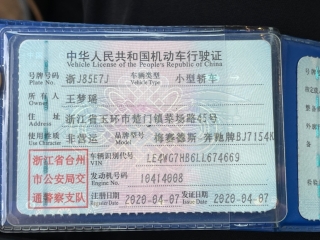 中华人民共和国机动车行驶证
Vehicle License of the People's Republic of China
号牌号码 浙J85E7J 车辆类型 小型轿车
Plate No. Vehicle Type
所有人 王梦瑶
Owner
住址 浙江省玉环市楚门镇草场路45号
Address
使用性质 非营运 品牌型号 梅赛德斯-奔驰牌BJ7154K
Use Character Model
浙江省台州 车辆识别代号 LE4WG7HB6LL674669
VIN
市公安局交 发动机号码 10414008
Engine No.
通警察支队 注册日期 2020-04-07 发证日期 2020-04-07
Register Date Issue Date